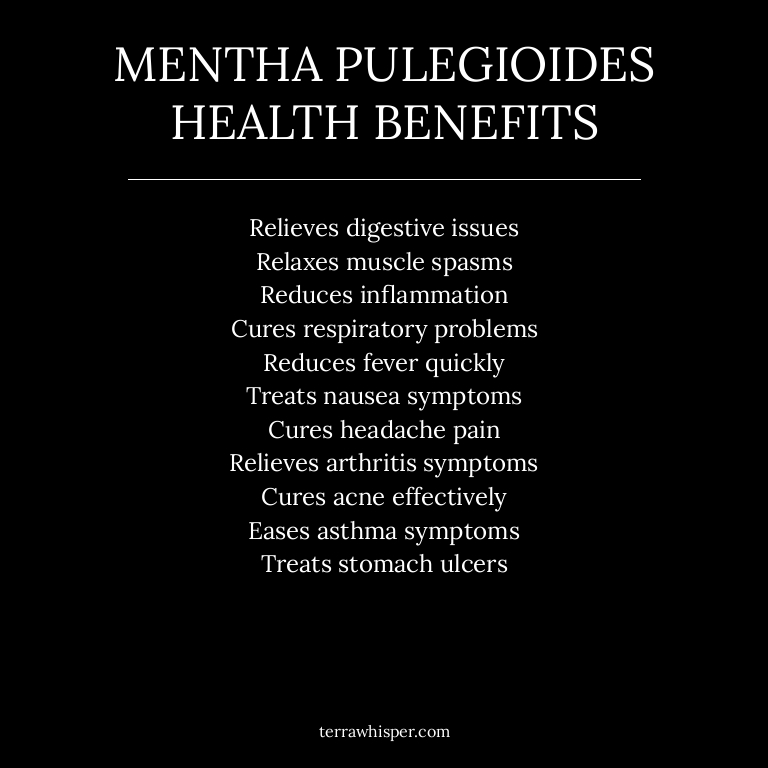 MENTHA PULEGIOIDES
HEALTH BENEFITS
Relieves digestive issues
Relaxes muscle spasms
Reduces inflammation
Cures respiratory problems
Reduces fever quickly
Treats nausea symptoms
Cures headache pain
Relieves arthritis symptoms
Cures acne effectively
Eases asthma symptoms
Treats stomach ulcers
terrawhisper.com